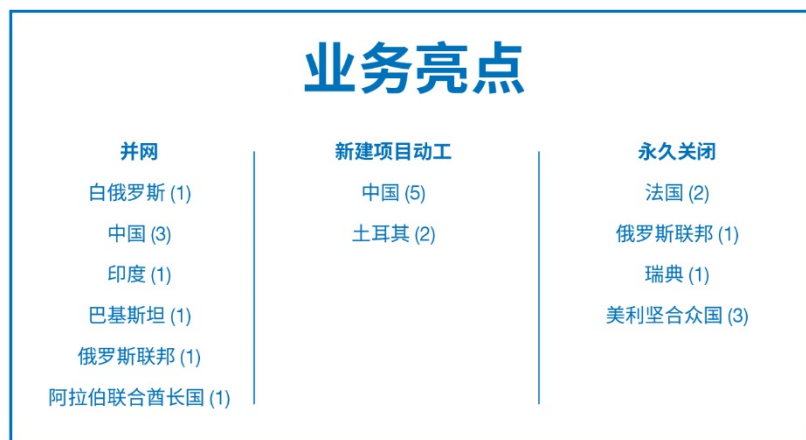 业务亮点
并网
白俄罗斯 (1)
中国 (3)
印度 (1)
巴基斯坦 (1)
俄罗斯联邦 (1)
阿拉伯联合酋长国 (1)
新建项目动工
中国 (5)
土耳其 (2)
永久关闭
法国 (2)
俄罗斯联邦 (1)
瑞典 (1)
美利坚合众国 (3)